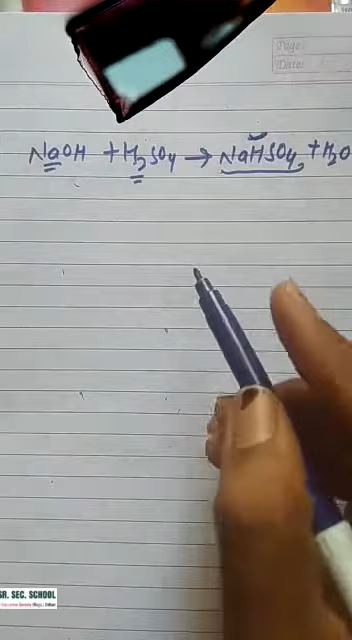 Page:
Date:
NaOH + H₂SO₄ → NaHSO₄ + H₂O
SR. SEC. SCHOOL